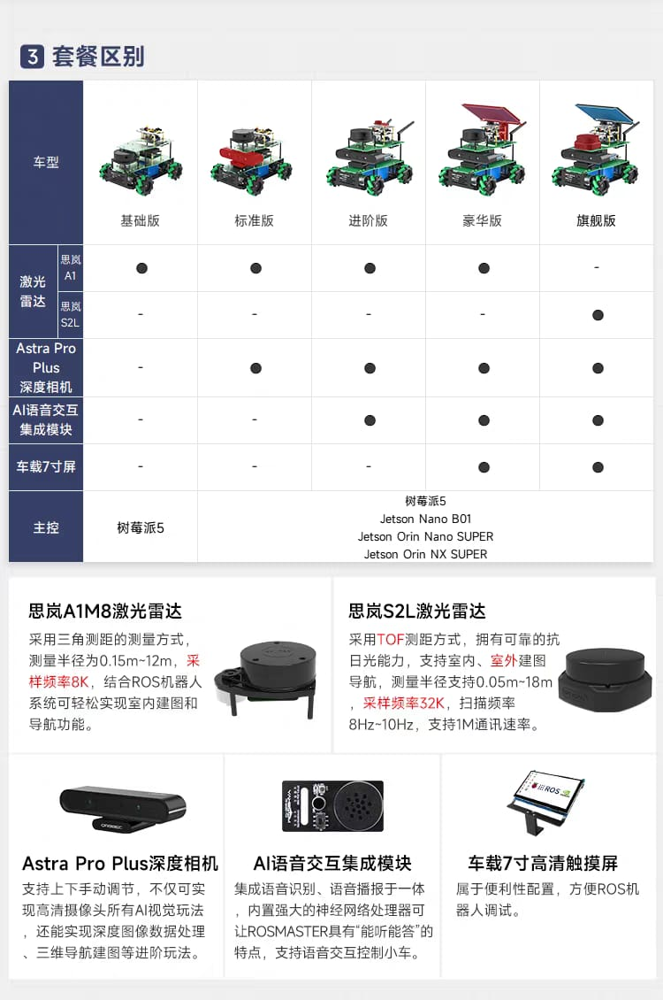 3 套餐区别
车型
基础版
标准版
进阶版
豪华版
旗舰版
激光
雷达
思岚
A1
● ● ● ● -
思岚
S2L
- - - - ●
Astra Pro
Plus
深度相机
- ● ● ● ●
AI语音交互
集成模块
- - ● ● ●
车载7寸屏
- - - ● ●
主控
树莓派5
树莓派5
Jetson Nano B01
Jetson Orin Nano SUPER
Jetson Orin NX SUPER
思岚A1M8激光雷达
采用三角测距的测量方式，
测量半径为0.15m~12m，采
样频率8K，结合ROS机器人
系统可轻松实现室内建图和
导航功能。
思岚S2L激光雷达
采用TOF测距方式，拥有可靠的抗
日光能力，支持室内、室外建图
导航，测量半径支持0.05m~18m
，采样频率32K，扫描频率
8Hz~10Hz，支持1M通讯速率。
ORBBEC
Astra Pro Plus深度相机
支持上下手动调节，不仅可实
现高清摄像头所有AI视觉玩法
，还能实现深度图像数据处理
、三维导航建图等进阶玩法。
AI语音交互集成模块
集成语音识别、语音播报于一体
，内置强大的神经网络处理器可
让ROSMASTER具有“能听能答”的
特点，支持语音交互控制小车。
ROS
车载7寸高清触摸屏
属于便利性配置，方便ROS机
器人调试。